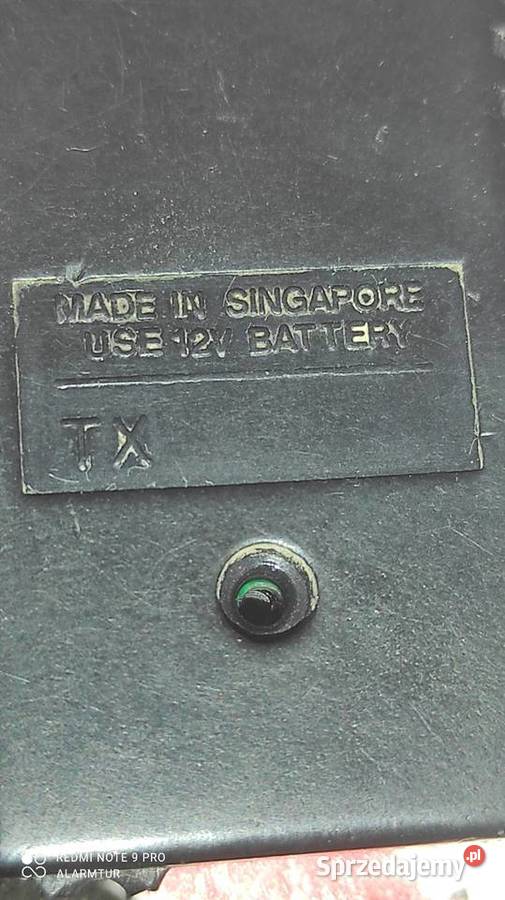 MADE IN SINGAPORE
USE 12V BATTERY
TX
REDMI NOTE 9 PRO
ALARMTUR
Sprzedajemy.pl